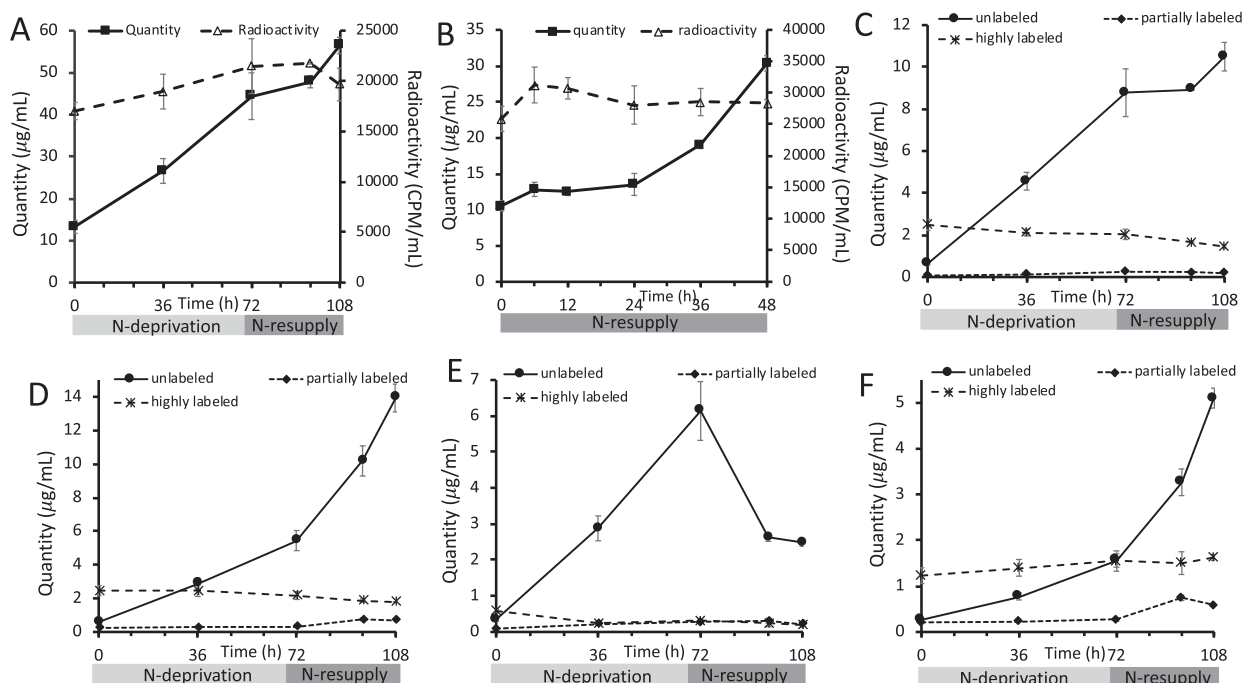 A
Quantity Radioactivity
Quantity (µg/mL)
60
50
40
30
20
10
0
25000
20000
15000
10000
5000
0
Radioactivity (CPM/mL)
0 36 Time (h) 72 108
N-deprivation N-resupply
B
quantity radioactivity
Quantity (µg/mL)
35
30
25
20
15
10
5
0
40000
35000
30000
25000
20000
15000
10000
5000
0
Radioactivity (CPM/mL)
0 12 24 Time (h) 36 48
N-resupply
C
unlabeled partially labeled
highly labeled
Quantity (µg/mL)
12
10
8
6
4
2
0
0 36 Time (h) 72 108
N-deprivation N-resupply
D
unlabeled partially labeled
highly labeled
Quantity (µg/mL)
14
12
10
8
6
4
2
0
0 36 Time (h) 72 108
N-deprivation N-resupply
E
unlabeled partially labeled
highly labeled
Quantity (µg/mL)
7
6
5
4
3
2
1
0
0 36 Time (h) 72 108
N-deprivation N-resupply
F
unlabeled partially labeled
highly labeled
Quantity (µg/mL)
5
4
3
2
1
0
0 36 Time (h) 72 108
N-deprivation N-resupply